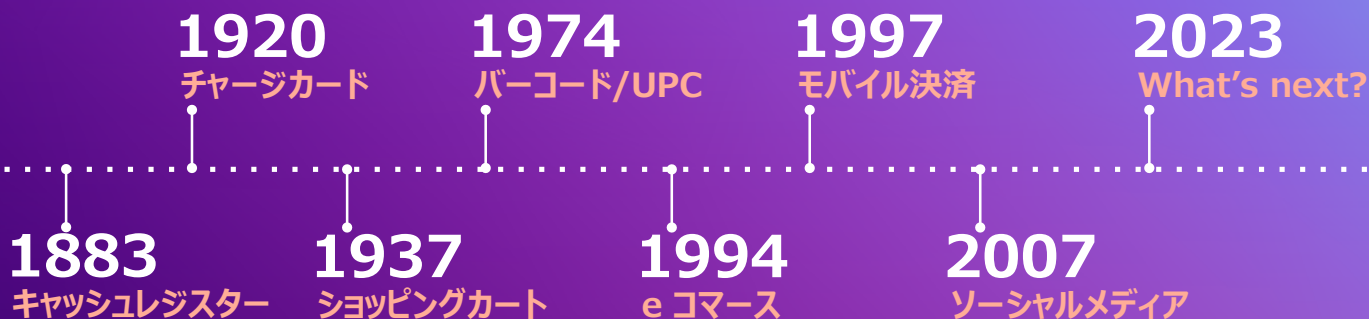 1920
チャージカード
1974
バーコード/UPC
1997
モバイル決済
2023
What's next?
1883
キャッシュレジスター
1937
ショッピングカート
1994
e コマース
2007
ソーシャルメディア